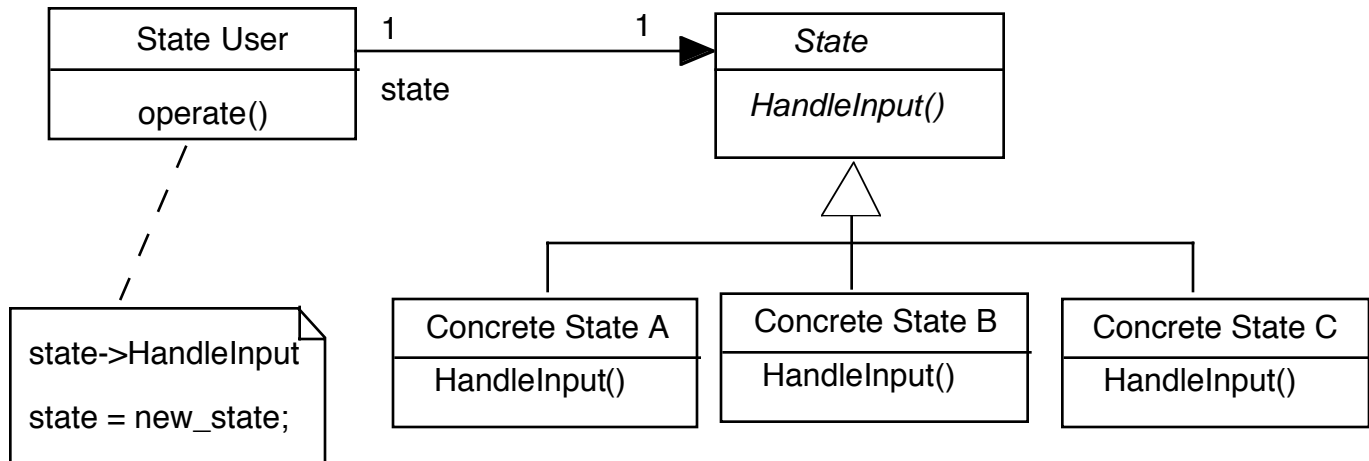 State User
operate()
1
1
state
State
HandleInput()
state->HandleInput
state = new_state;
Concrete State A
HandleInput()
Concrete State B
HandleInput()
Concrete State C
HandleInput()